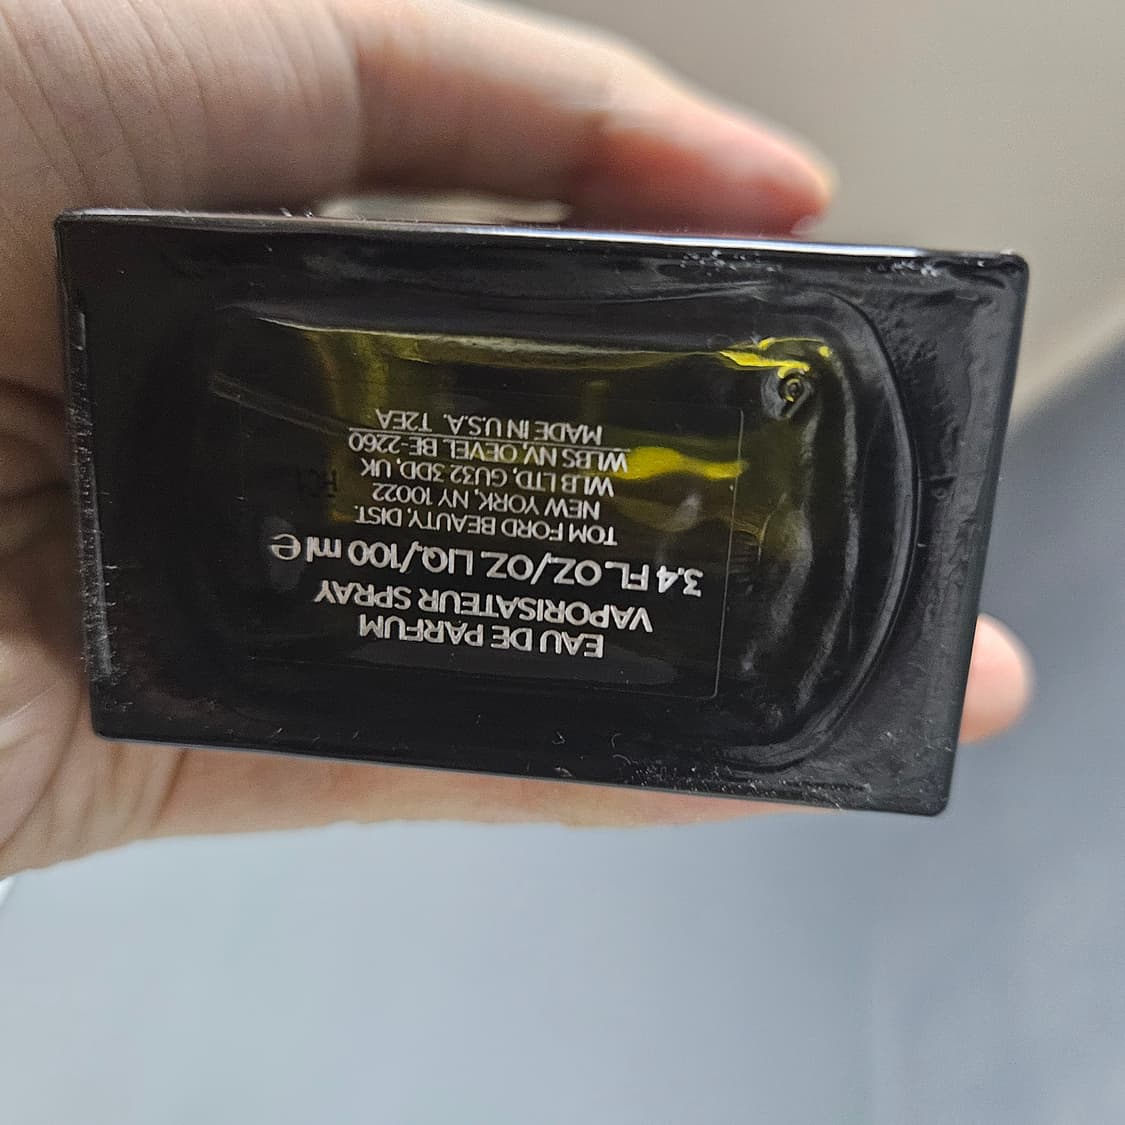 EAU DE PARFUM
VAPORISATEUR SPRAY
3.4 FL.OZ./OZ. LIQ./100 ml ℮
TOM FORD BEAUTY, DIST.
NEW YORK, NY 10022
WLB LTD, GU32 3DD, UK
WLBS NV, OEVEL BE-2260
MADE IN U.S.A. T2EA